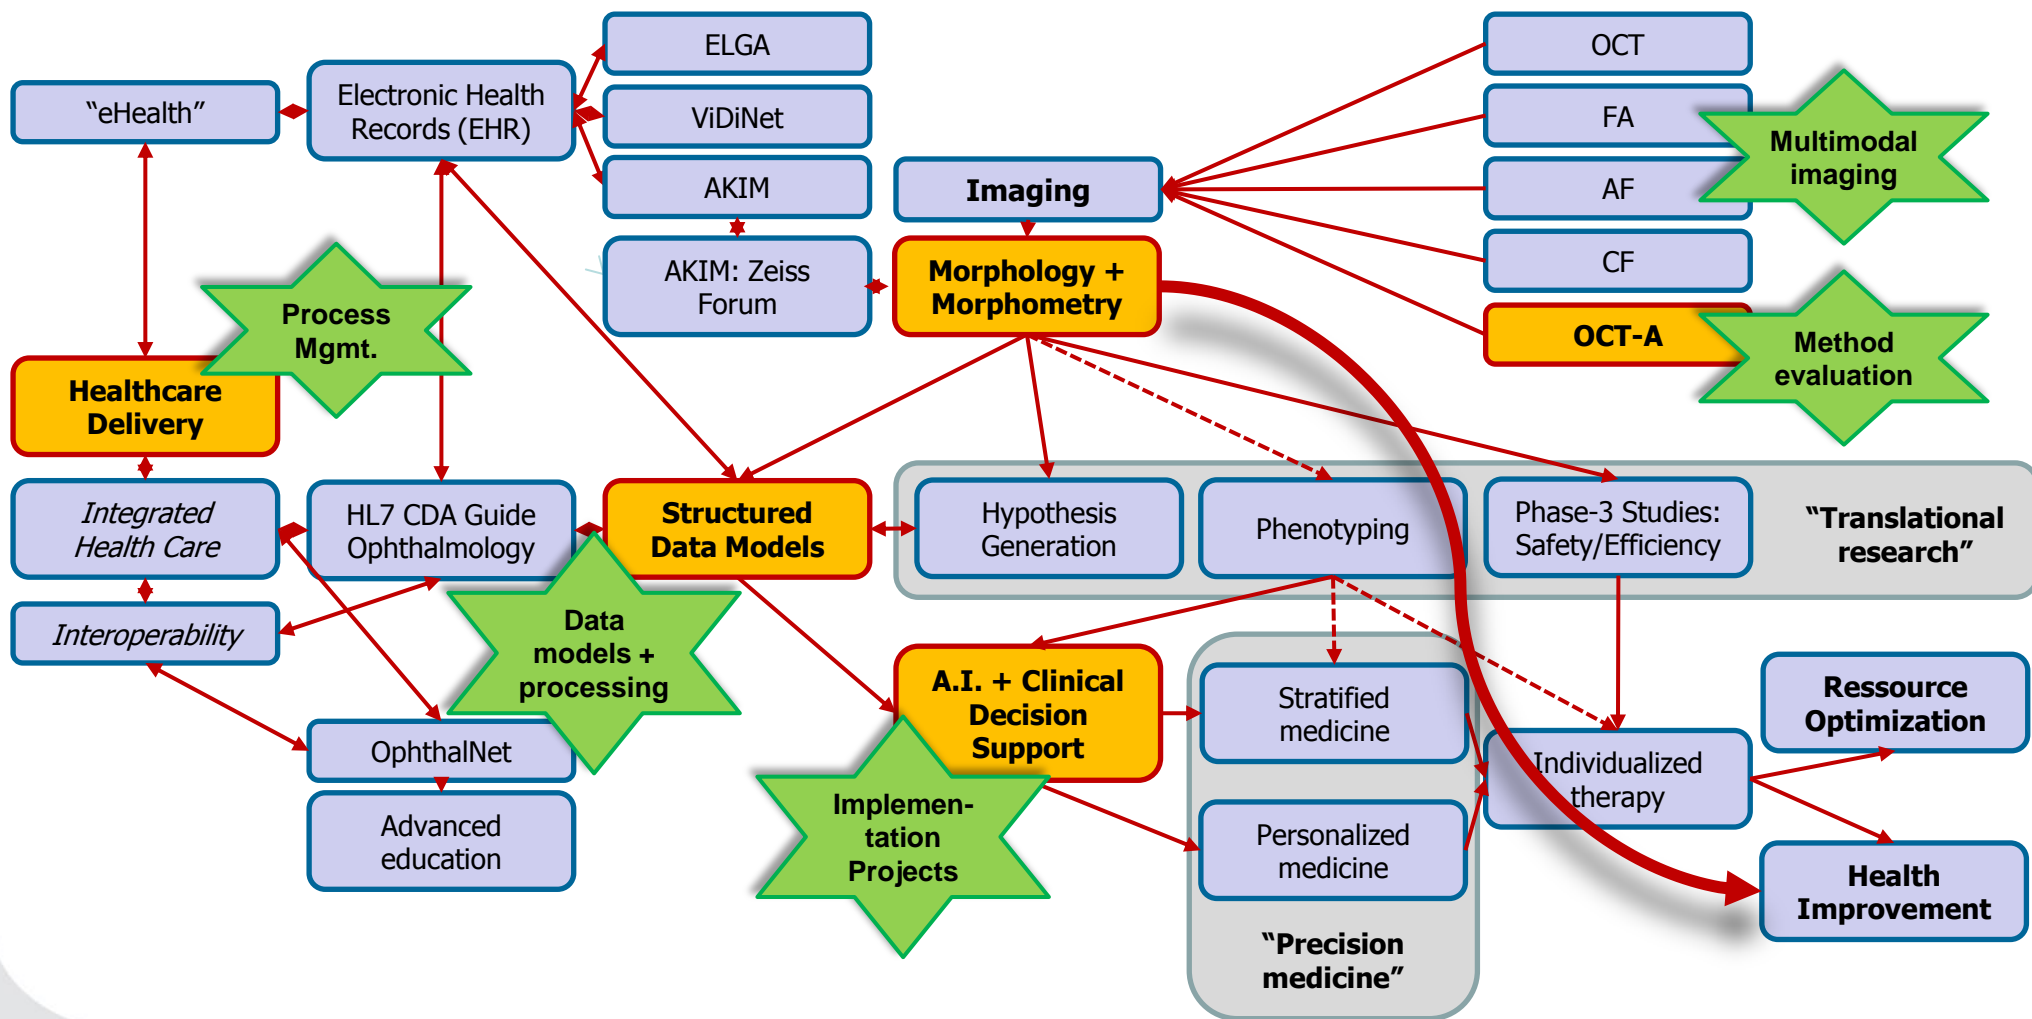 ELGA
OCT
"eHealth"
Electronic Health
Records (EHR)
ViDiNet
FA
Multimodal
imaging
AKIM
Imaging
AF
AKIM: Zeiss
Forum
Morphology +
Morphometry
CF
Process
Mgmt.
OCT-A
Method
evaluation
Healthcare
Delivery
Integrated
Health Care
HL7 CDA Guide
Ophthalmology
Structured
Data Models
Hypothesis
Generation
Phenotyping
Phase-3 Studies:
Safety/Efficiency
"Translational
research"
Interoperability
Data
models +
processing
A.I. + Clinical
Decision
Support
Stratified
medicine
Ressource
Optimization
OphthalNet
Individualized
therapy
Advanced
education
Implemen-
tation
Projects
Personalized
medicine
Health
Improvement
"Precision
medicine"